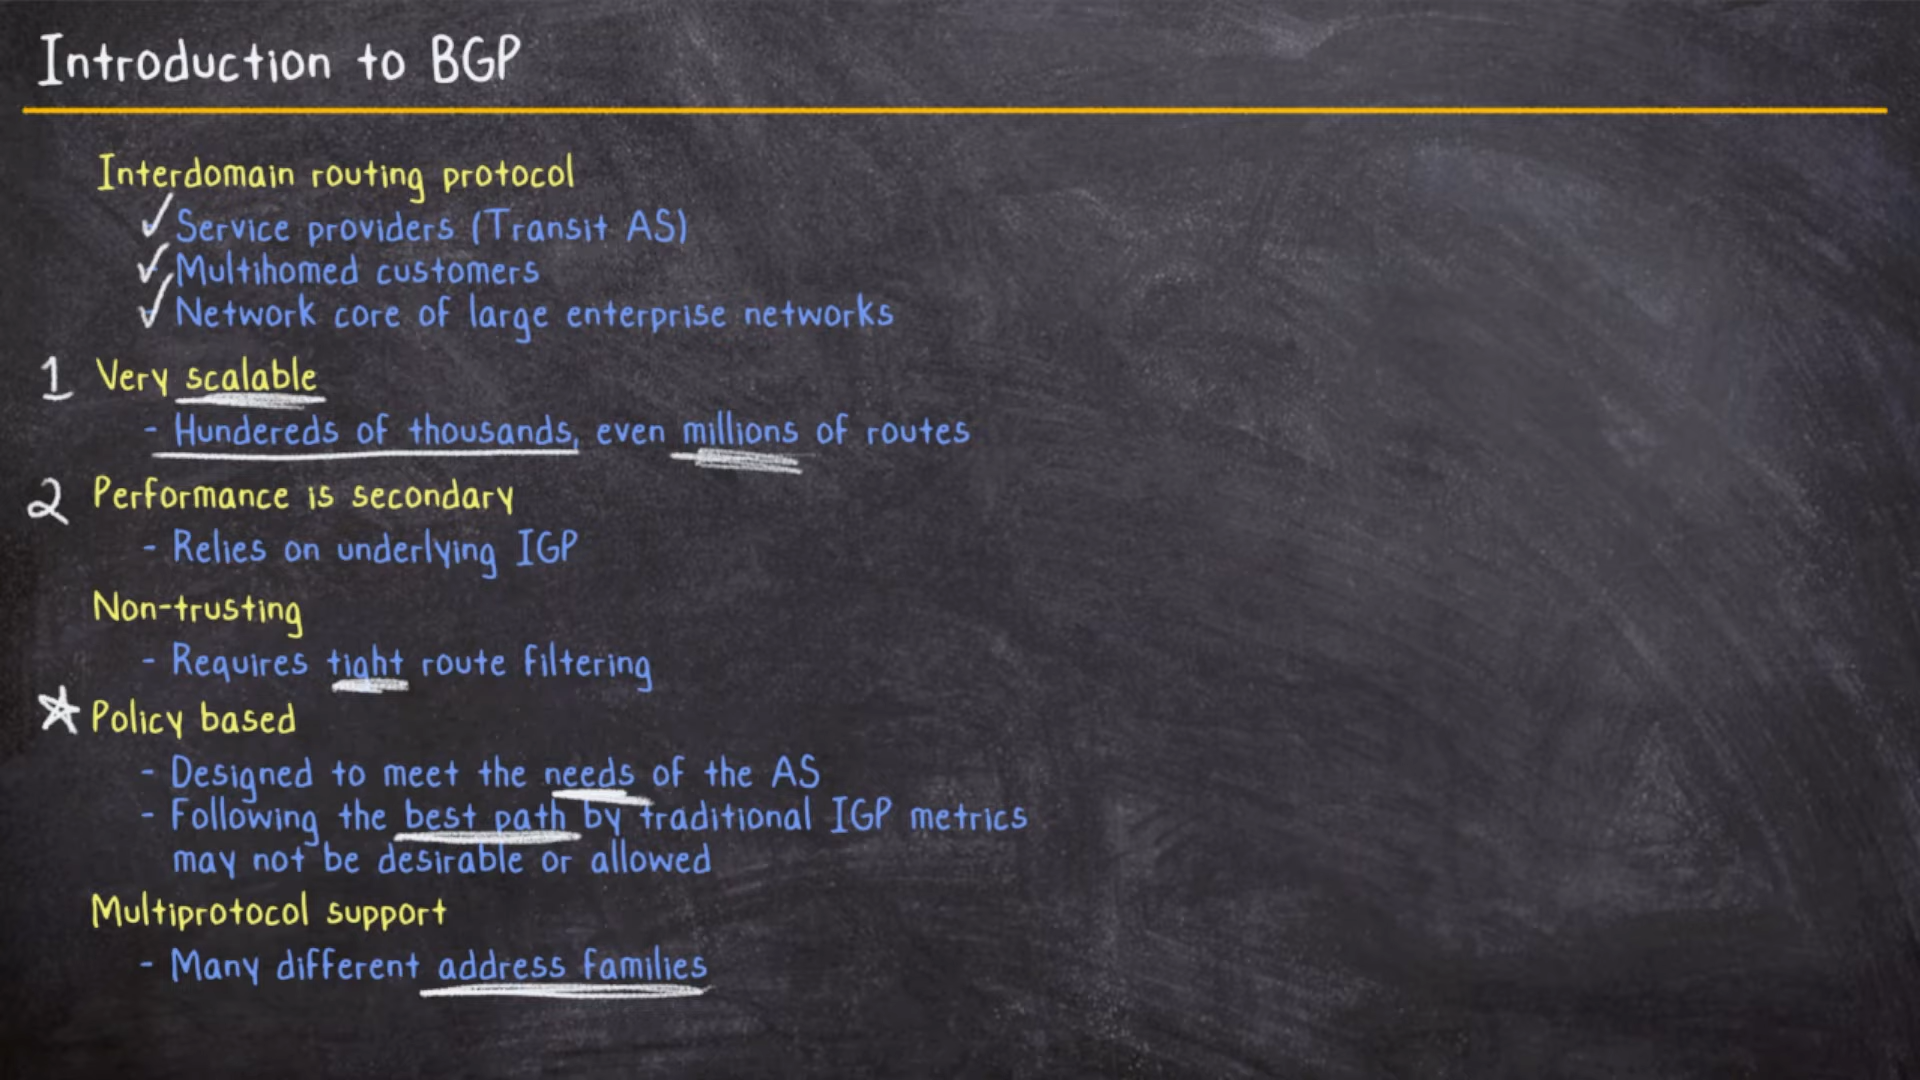 Introduction to BGP
Interdomain routing protocol
✓ Service providers (Transit AS)
✓ Multihomed customers
✓ Network core of large enterprise networks
1 Very scalable
- Hundereds of thousands, even millions of routes
2 Performance is secondary
- Relies on underlying IGP
Non-trusting
- Requires tight route filtering
☆ Policy based
- Designed to meet the needs of the AS
- Following the best path by traditional IGP metrics
may not be desirable or allowed
Multiprotocol support
- Many different address families